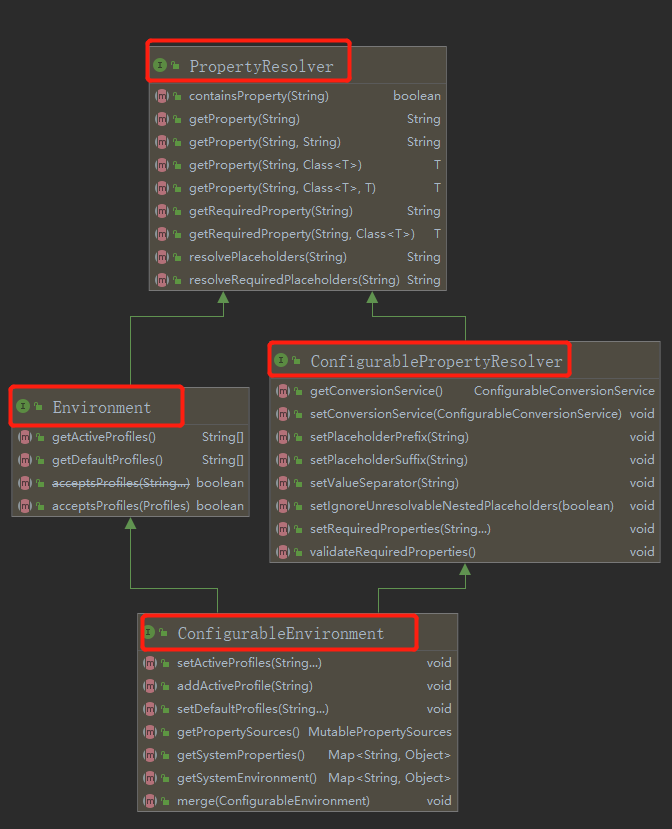 PropertyResolver
containsProperty(String) boolean
getProperty(String) String
getProperty(String, String) String
getProperty(String, Class<T>) T
getProperty(String, Class<T>, T) T
getRequiredProperty(String) String
getRequiredProperty(String, Class<T>) T
resolvePlaceholders(String) String
resolveRequiredPlaceholders(String) String
ConfigurablePropertyResolver
getConversionService() ConfigurableConversionService
setConversionService(ConfigurableConversionService) void
setPlaceholderPrefix(String) void
setPlaceholderSuffix(String) void
setValueSeparator(String) void
setIgnoreUnresolvableNestedPlaceholders(boolean) void
setRequiredProperties(String...) void
validateRequiredProperties() void
Environment
getActiveProfiles() String[]
getDefaultProfiles() String[]
acceptsProfiles(String...) boolean
acceptsProfiles(Profiles) boolean
ConfigurableEnvironment
setActiveProfiles(String...) void
addActiveProfile(String) void
setDefaultProfiles(String...) void
getPropertySources() MutablePropertySources
getSystemProperties() Map<String, Object>
getSystemEnvironment() Map<String, Object>
merge(ConfigurableEnvironment) void